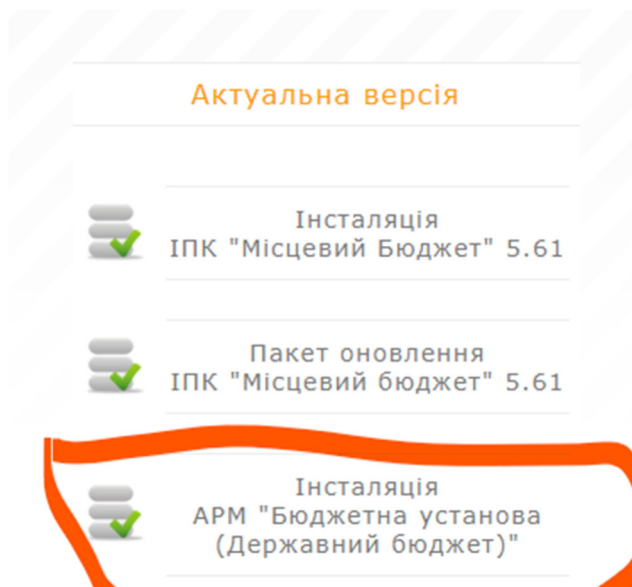 Актуальна версія
Інсталяція
ІПК "Місцевий Бюджет" 5.61
Пакет оновлення
ІПК "Місцевий бюджет" 5.61
Інсталяція
АРМ "Бюджетна установа
(Державний бюджет)"